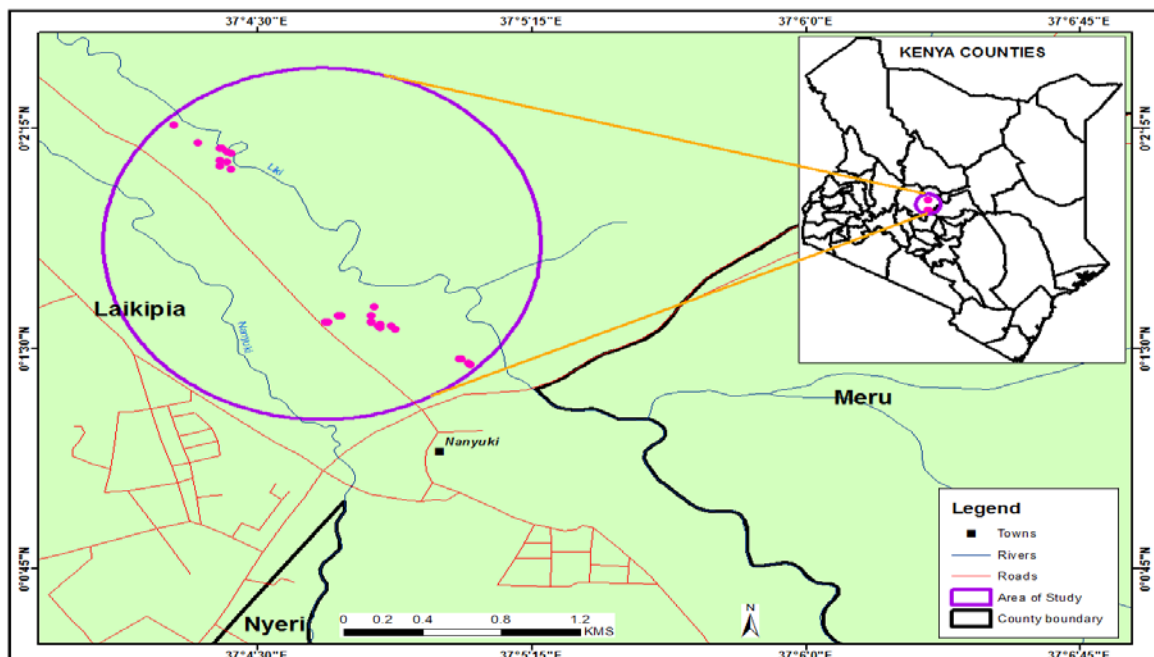 37°4'30"E 37°5'15"E 37°6'0"E 37°6'45"E
KENYA COUNTIES
0°2'15"N 0°2'15"N
Liki
Laikipia
Nanyuki
0°1'30"N 0°1'30"N
Meru
Nanyuki
Legend
Towns
Rivers
Roads
Area of Study
County boundary
0°0'45"N 0°0'45"N
Nyeri
0 0.4 0.8 1.2
KMS
N
37°4'30"E 37°5'15"E 37°6'0"E 37°6'45"E